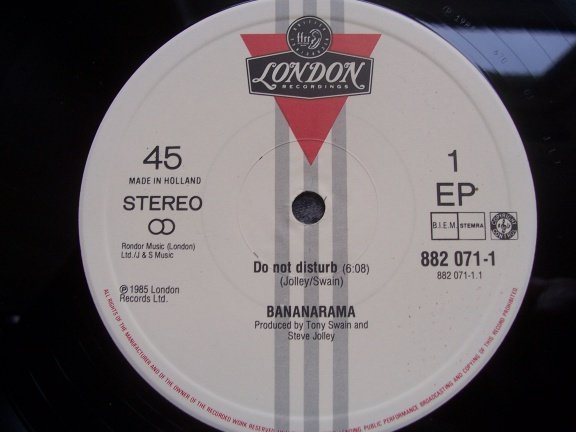 ffrr
LONDON
RECORDINGS
45
MADE IN HOLLAND
STEREO
Rondor Music (London)
Ltd./J & S Music
℗ 1985 London
Records Ltd.
1
EP
B.I.E.M. STEMRA
882 071-1
882 071-1.1
Do not disturb (6:08)
(Jolley/Swain)
BANANARAMA
Produced by Tony Swain and
Steve Jolley
ALL RIGHTS OF THE MANUFACTURER AND OF THE OWNER OF THE RECORDED WORK RESERVED. UNAUTHORIZED COPYING PUBLIC PERFORMANCE BROADCASTING AND COPYING OF THIS RECORD PROHIBITED